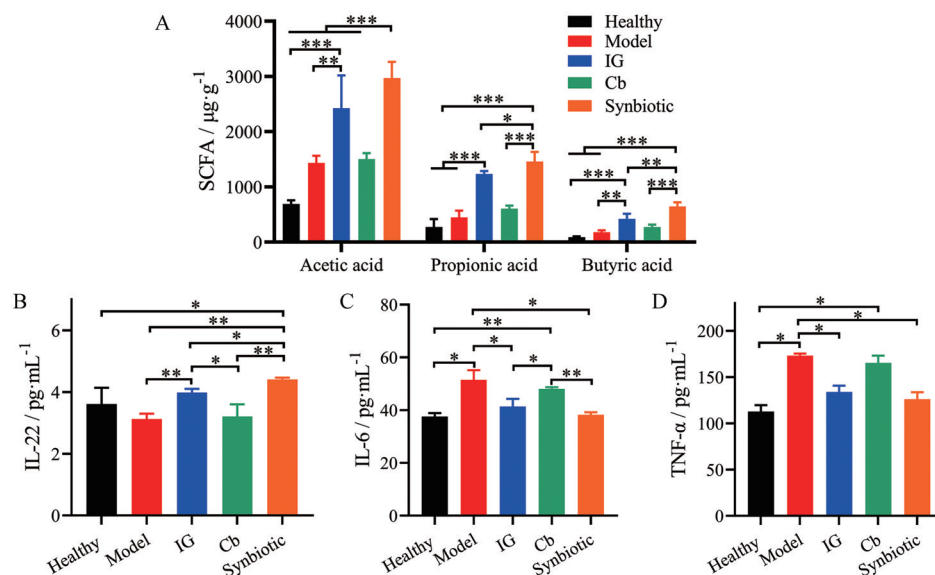 A
SCFA / μg·g⁻¹
4000
3000
2000
1000
0
Healthy
Model
IG
Cb
Synbiotic
***
***
**
***
***
*
***
***
***
**
**
***
Acetic acid
Propionic acid
Butyric acid
B
IL-22 / pg·mL⁻¹
6
4
2
0
*
**
*
**
*
**
Healthy
Model
IG
Cb
Synbiotic
C
IL-6 / pg·mL⁻¹
80
60
40
20
0
*
**
*
*
*
**
Healthy
Model
IG
Cb
Synbiotic
D
TNF-α / pg·mL⁻¹
200
150
100
50
0
*
*
*
*
Healthy
Model
IG
Cb
Synbiotic